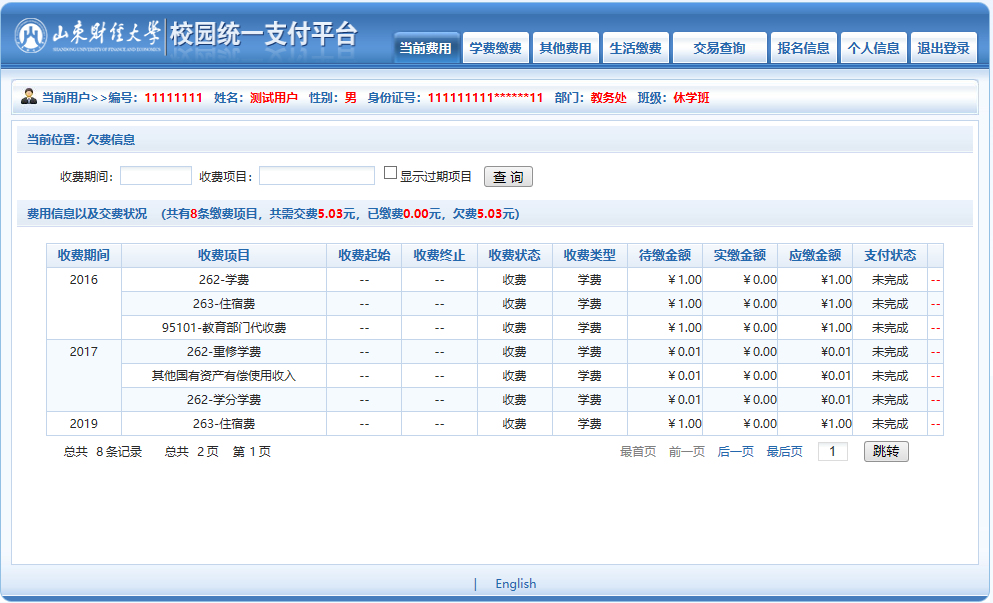 山东财经大学 校园统一支付平台
SHANDONG UNIVERSITY OF FINANCE AND ECONOMICS
当前费用 学费缴费 其他费用 生活缴费 交易查询 报名信息 个人信息 退出登录
当前用户>>编号: 11111111 姓名: 测试用户 性别: 男 身份证号: 111111111******11 部门: 教务处 班级: 休学班
当前位置: 欠费信息
收费期间: 收费项目: 显示过期项目 查 询
费用信息以及交费状况 (共有8条缴费项目, 共需交费5.03元, 已缴费0.00元, 欠费5.03元)
收费期间 收费项目 收费起始 收费终止 收费状态 收费类型 待缴金额 实缴金额 应缴金额 支付状态
2016 262-学费 -- -- 收费 学费 ¥1.00 ¥0.00 ¥1.00 未完成 --
263-住宿费 -- -- 收费 学费 ¥1.00 ¥0.00 ¥1.00 未完成 --
95101-教育部门代收费 -- -- 收费 学费 ¥1.00 ¥0.00 ¥1.00 未完成 --
2017 262-重修学费 -- -- 收费 学费 ¥0.01 ¥0.00 ¥0.01 未完成 --
其他国有资产有偿使用收入 -- -- 收费 学费 ¥0.01 ¥0.00 ¥0.01 未完成 --
262-学分学费 -- -- 收费 学费 ¥0.01 ¥0.00 ¥0.01 未完成 --
2019 263-住宿费 -- -- 收费 学费 ¥1.00 ¥0.00 ¥1.00 未完成 --
总共 8条记录 总共 2页 第1页 最首页 前一页 后一页 最后页 1 跳转
| English